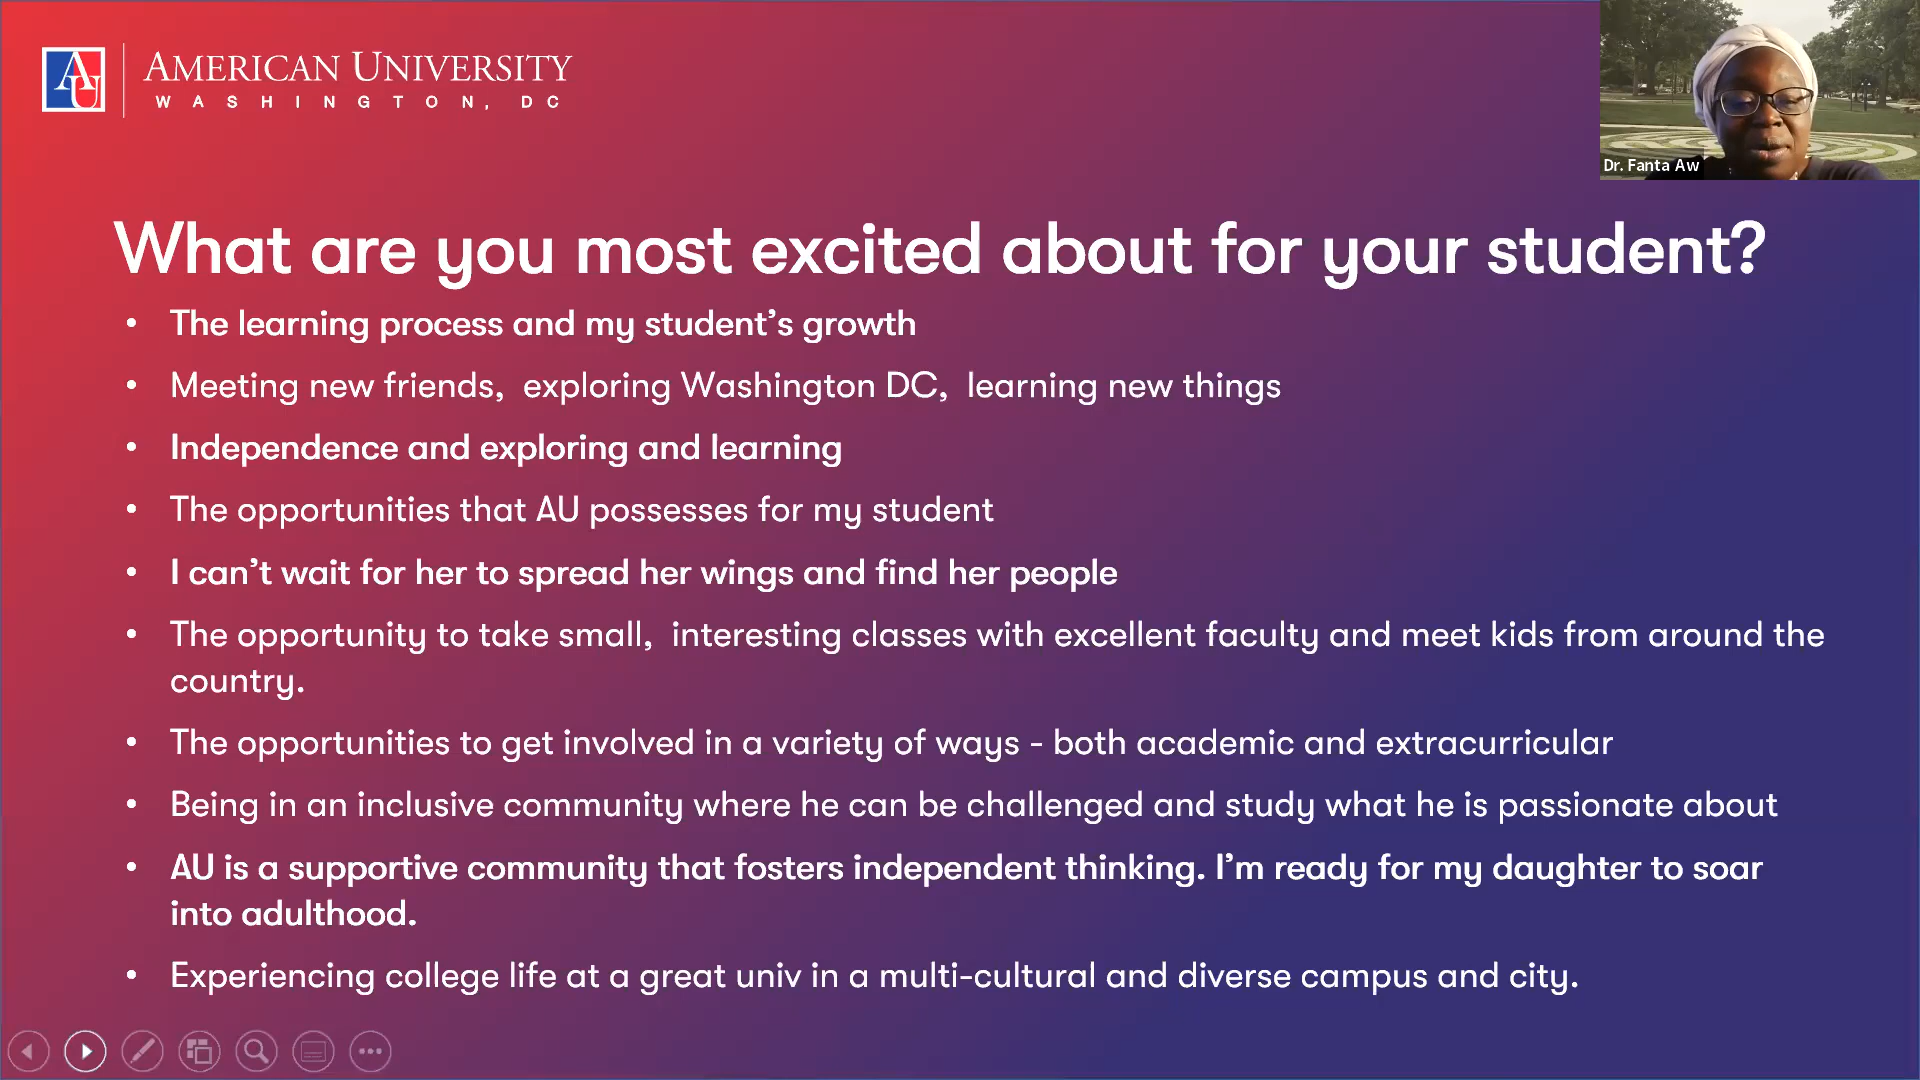 AU
AMERICAN UNIVERSITY
WASHINGTON, DC
Dr. Fanta Aw
What are you most excited about for your student?
• The learning process and my student’s growth
• Meeting new friends,  exploring Washington DC,  learning new things
• Independence and exploring and learning
• The opportunities that AU possesses for my student
• I can’t wait for her to spread her wings and find her people
• The opportunity to take small,  interesting classes with excellent faculty and meet kids from around the
country.
• The opportunities to get involved in a variety of ways - both academic and extracurricular
• Being in an inclusive community where he can be challenged and study what he is passionate about
• AU is a supportive community that fosters independent thinking. I’m ready for my daughter to soar
into adulthood.
• Experiencing college life at a great univ in a multi-cultural and diverse campus and city.